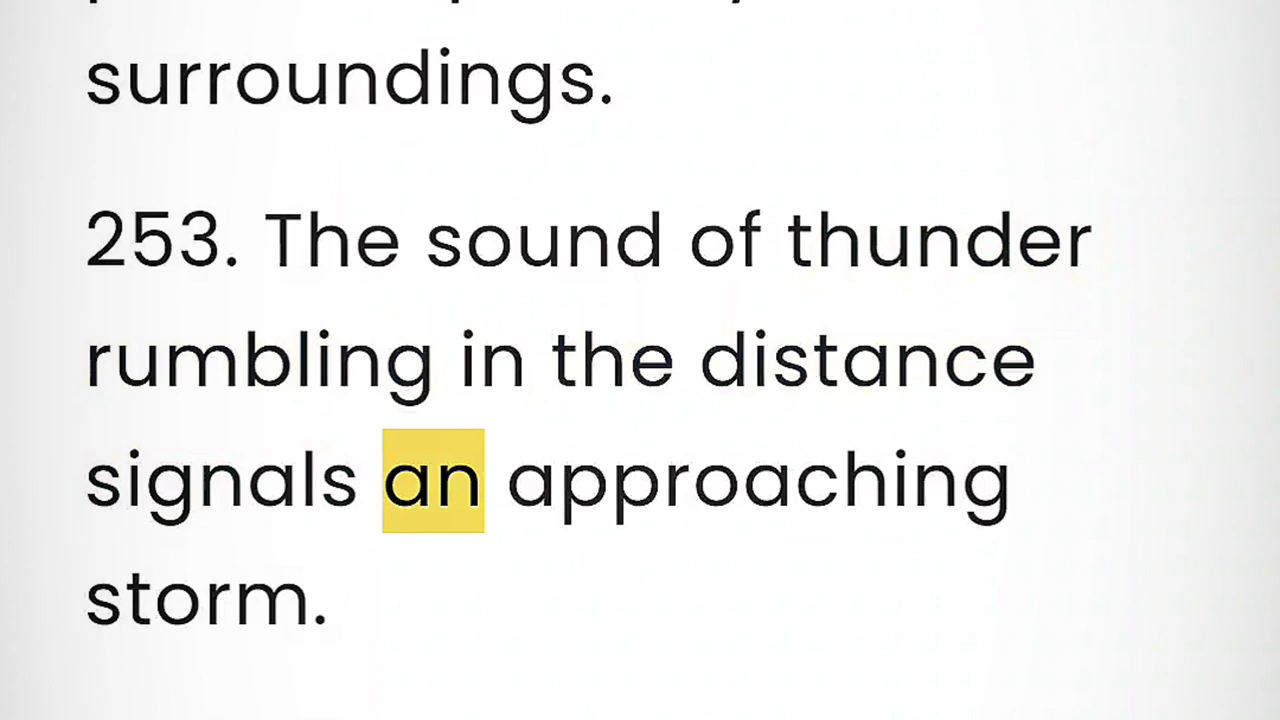 surroundings.
253. The sound of thunder
rumbling in the distance
signals an approaching
storm.